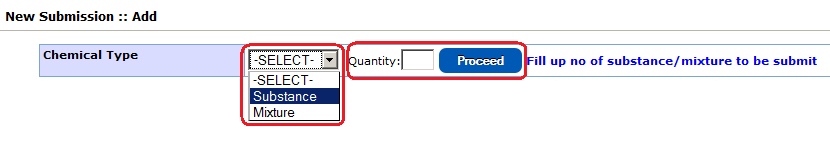 New Submission :: Add
Chemical Type -SELECT- Quantity: Proceed Fill up no of substance/mixture to be submit
-SELECT-
Substance
Mixture